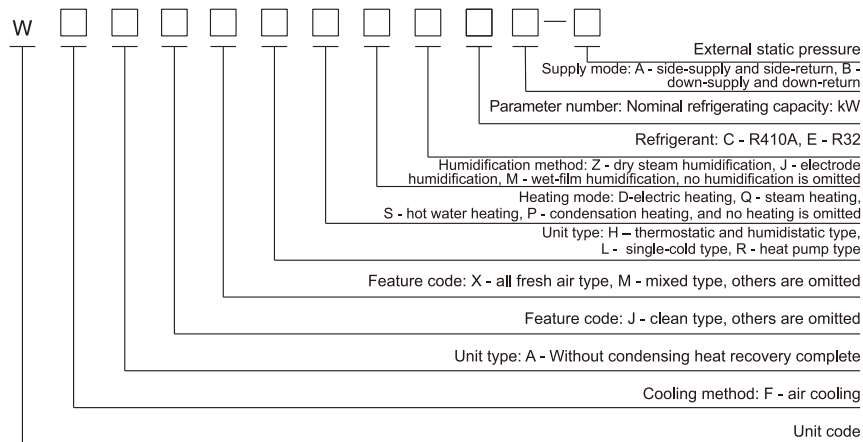 W —
External static pressure
Supply mode: A - side-supply and side-return, B -
down-supply and down-return
Parameter number: Nominal refrigerating capacity: kW
Refrigerant: C - R410A, E - R32
Humidification method: Z - dry steam humidification, J - electrode
humidification, M - wet-film humidification, no humidification is omitted
Heating mode: D-electric heating, Q - steam heating,
S - hot water heating, P - condensation heating, and no heating is omitted
Unit type: H – thermostatic and humidistatic type,
L - single-cold type, R - heat pump type
Feature code: X - all fresh air type, M - mixed type, others are omitted
Feature code: J - clean type, others are omitted
Unit type: A - Without condensing heat recovery complete
Cooling method: F - air cooling
Unit code